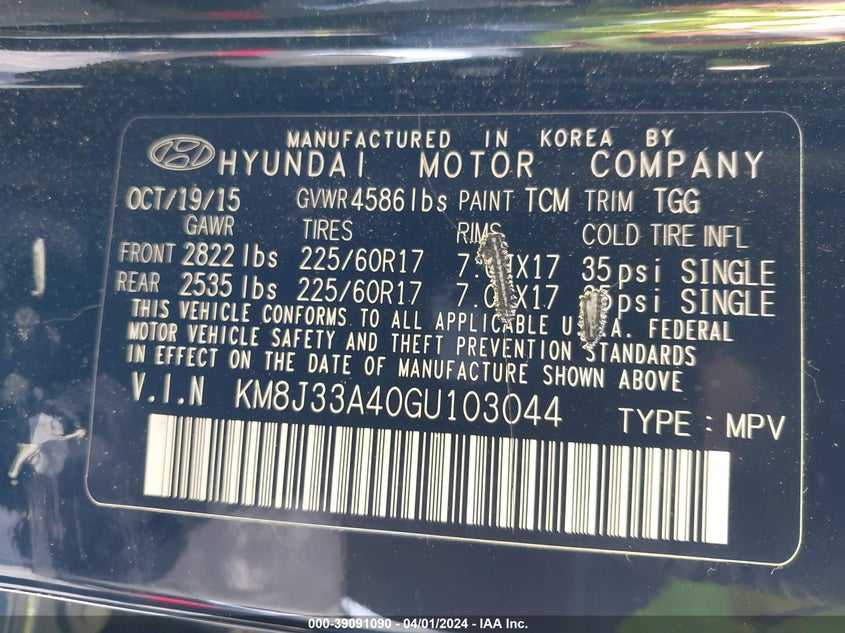 MANUFACTURED IN KOREA BY
HYUNDAI MOTOR COMPANY
OCT/19/15 GVWR 4586lbs PAINT TCM TRIM TGG
GAWR TIRES RIMS COLD TIRE INFL
FRONT 2822 lbs 225/60R17 35psi SINGLE
REAR 2535 lbs 225/60R17 SINGLE
THIS VEHICLE CONFORMS TO ALL APPLICABLE U.S.A. FEDERAL
MOTOR VEHICLE SAFETY AND THEFT PREVENTION STANDARDS
IN EFFECT ON THE DATE OF MANUFACTURE SHOWN ABOVE
V.I.N KM8J33A40GU103044 TYPE : MPV
000-39091090 - 04/01/2024 - IAA Inc.